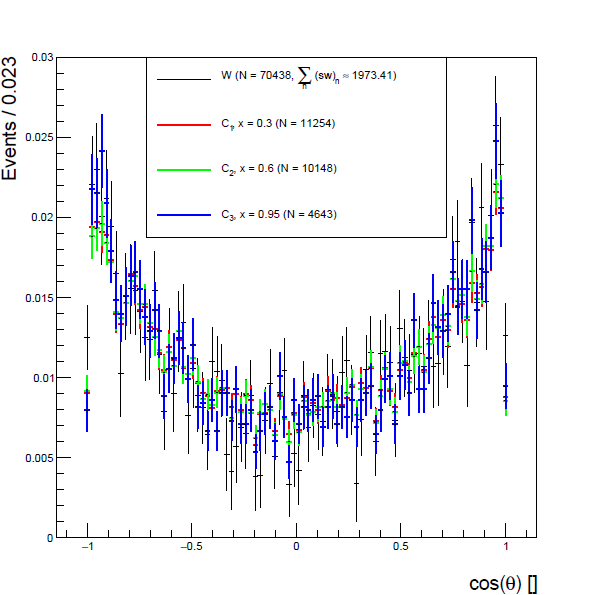 0.03
W (N = 70438, ∑ (sw)n ≈ 1973.41)
n
C1, x = 0.3 (N = 11254)
C2, x = 0.6 (N = 10148)
C3, x = 0.95 (N = 4643)
Events / 0.023
0.025
0.02
0.015
0.01
0.005
0
−1
−0.5
0
0.5
1
cos(θ) []